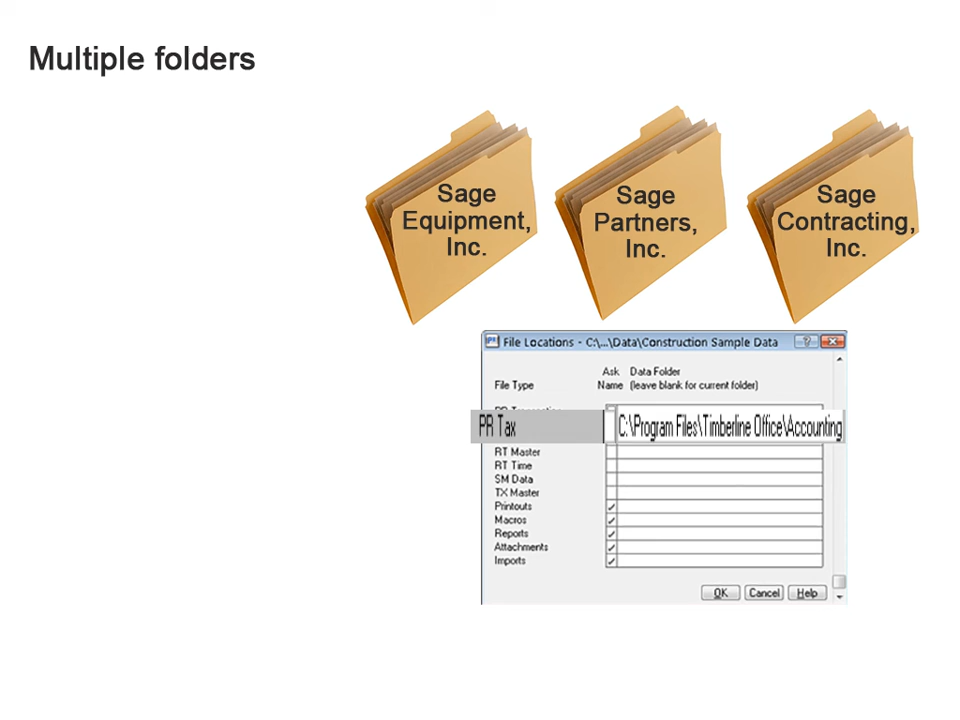 Multiple folders
Sage
Equipment,
Inc.
Sage
Partners,
Inc.
Sage
Contracting,
Inc.
File Locations - C:\...\Data\Construction Sample Data
Ask Data Folder
File Type Name (leave blank for current folder)
PR Tax C:\Program Files\Timberline Office\Accounting
RT Master
RT Time
SM Data
TX Master
Printouts
Macros
Reports
Attachments
Imports
OK Cancel Help